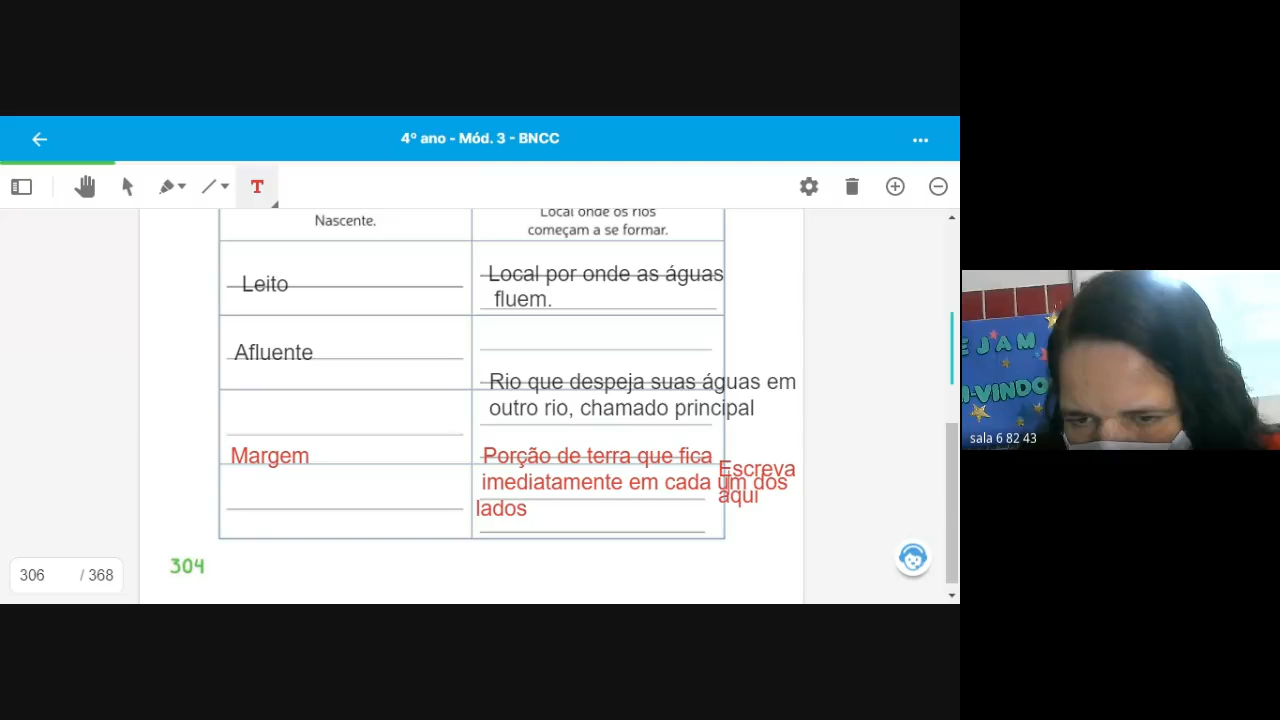 4º ano - Mód. 3 - BNCC
T
Nascente.
Local onde os rios
começam a se formar.
Leito
Local por onde as águas
fluem.
Afluente
Rio que despeja suas águas em
outro rio, chamado principal
Margem
Porção de terra que fica
imediatamente em cada um dos
lados
Escreva
aqui
304
306 / 368
E JAM
M-VINDO
sala 6 82 43